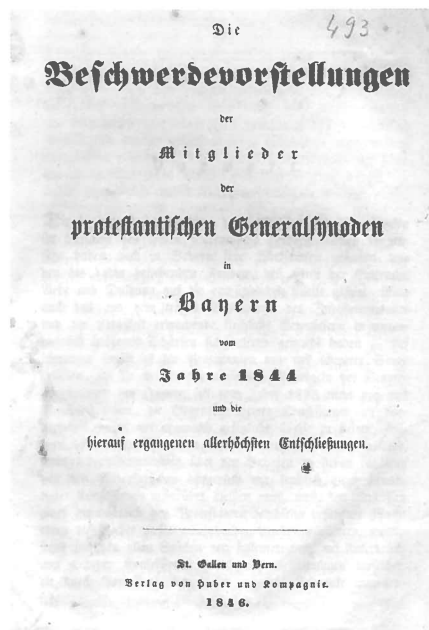 493
Die
Beschwerdevorstellungen
der
Mitglieder
der
protestantischen Generalsynoden
in
Bayern
vom
Jahre 1844
und die
hierauf ergangenen allerhöchsten Entschließungen.
St. Gallen und Bern.
Verlag von Huber und Kompagnie.
1846.